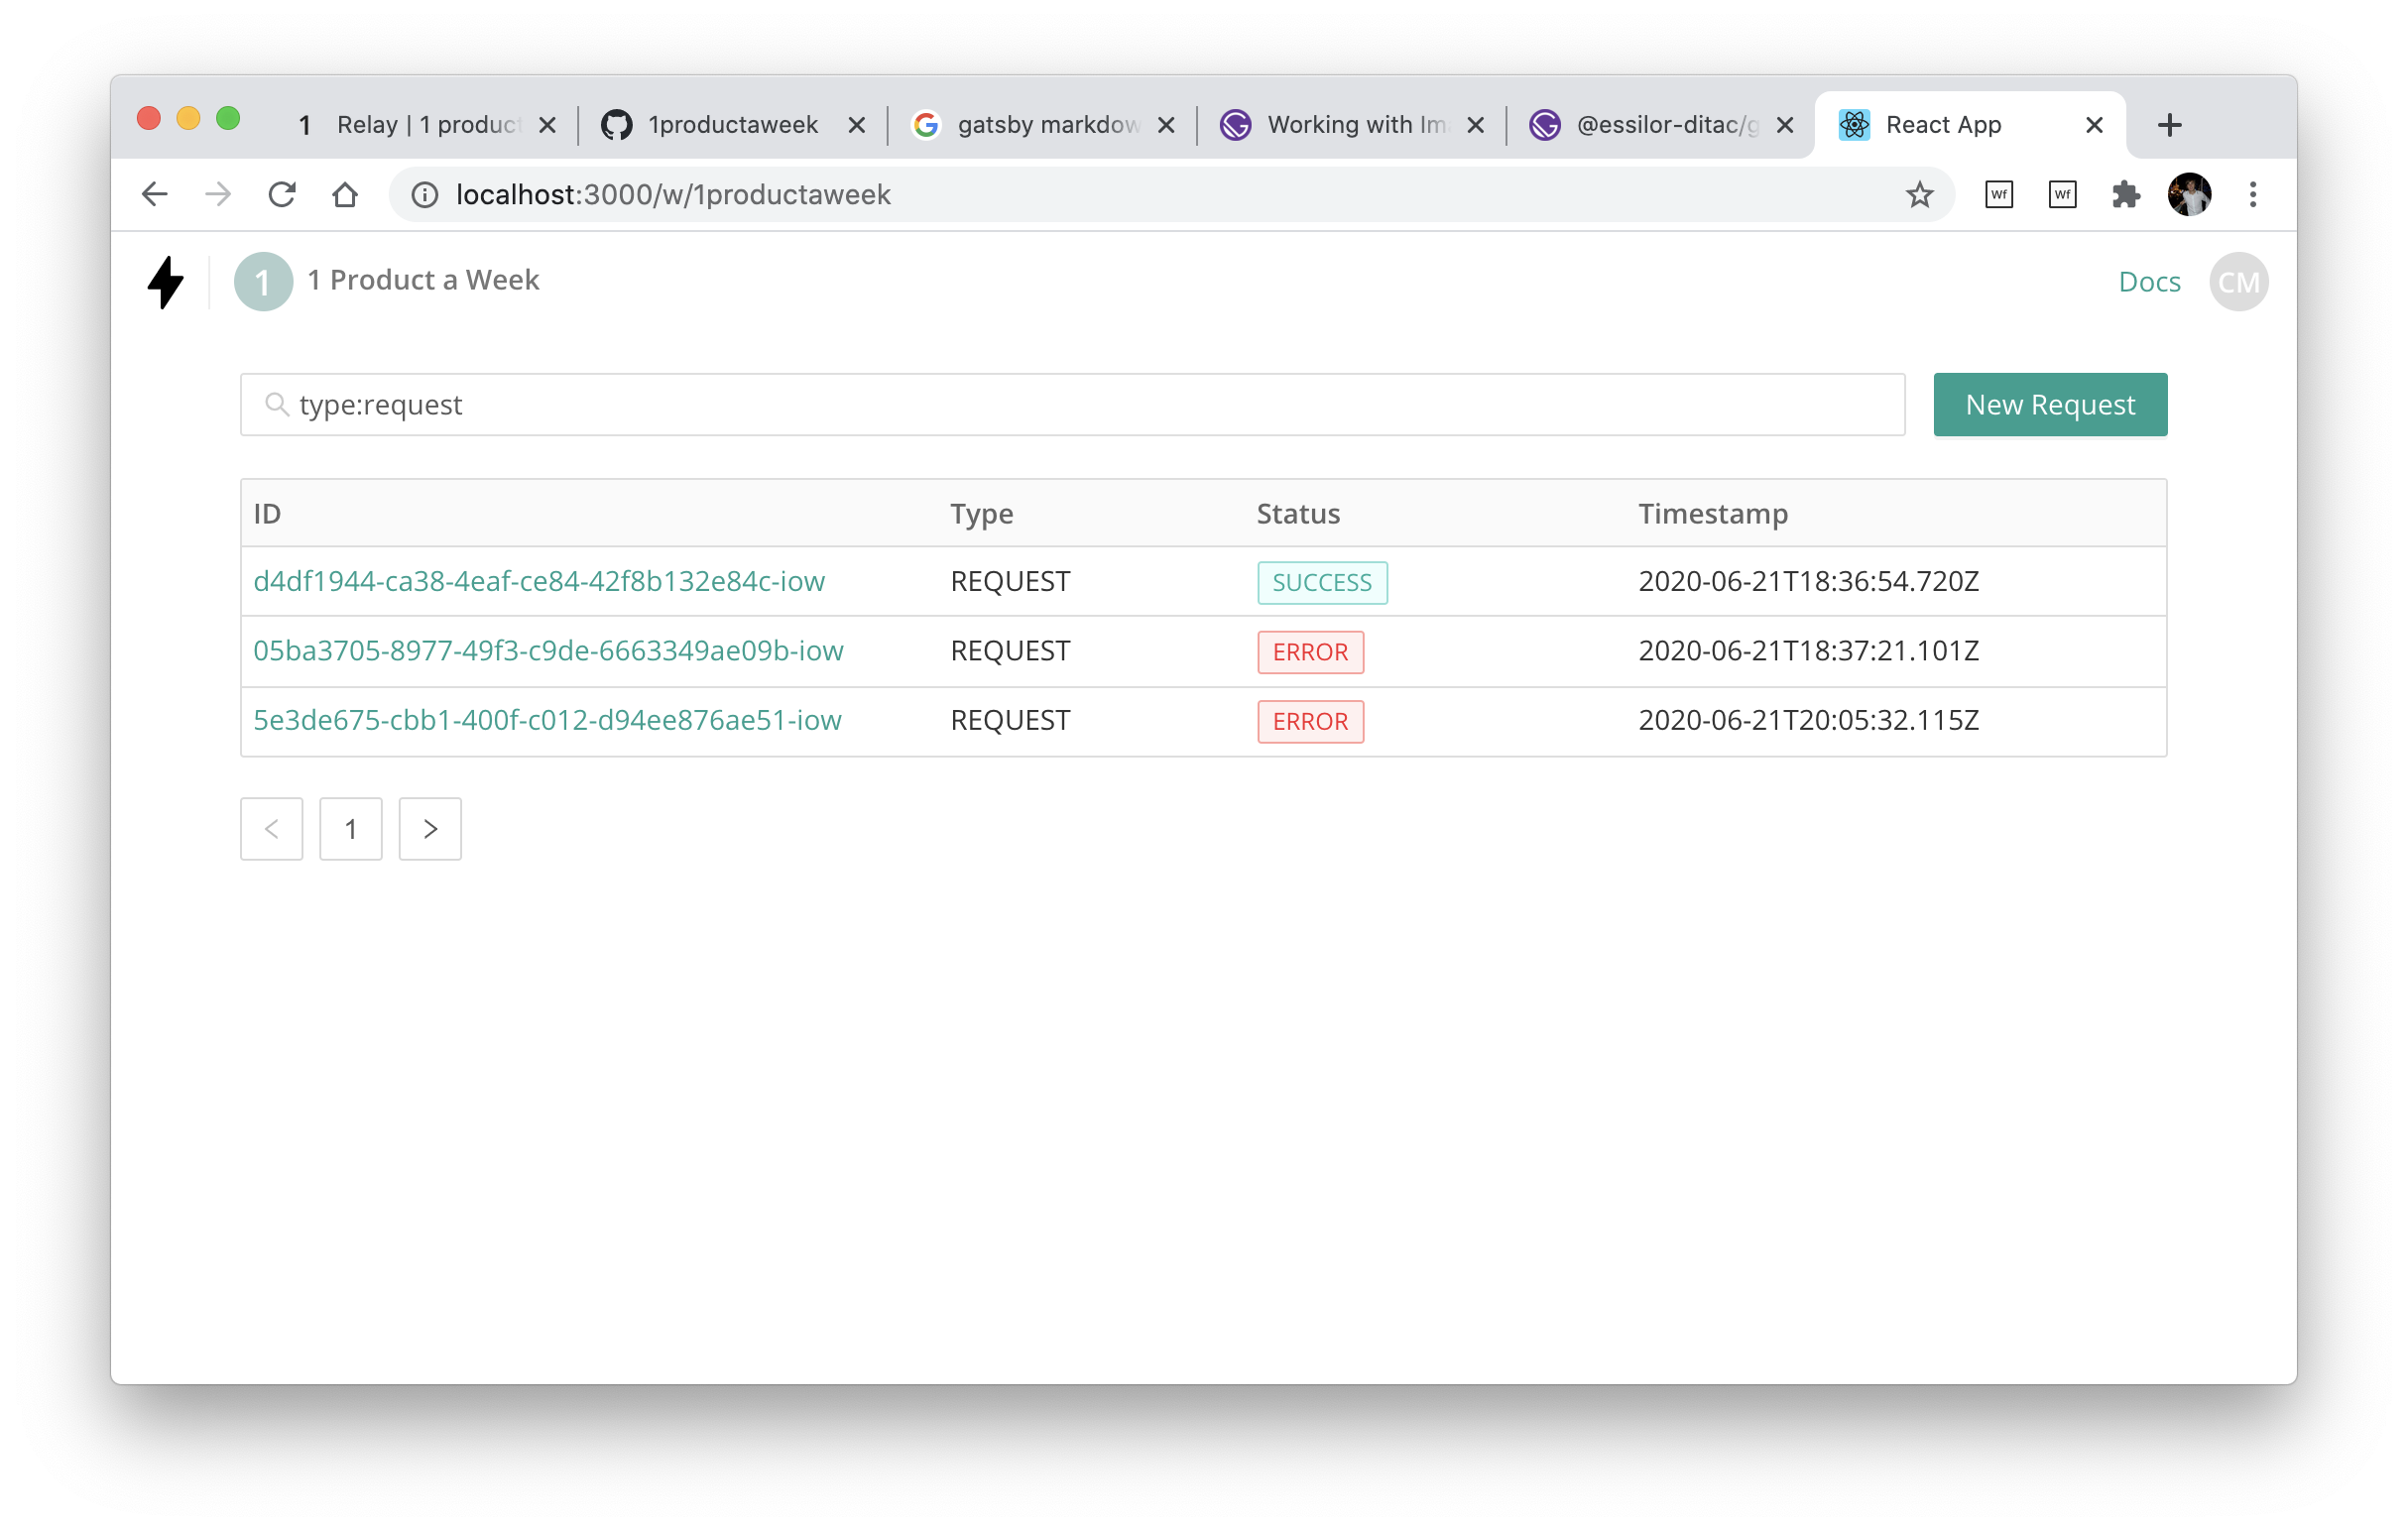 1 Relay | 1 product 1productaweek gatsby markdow Working with Im @essilor-ditac/g React App
localhost:3000/w/1productaweek Wf Wf
1 1 Product a Week Docs CM
type:request New Request
ID Type Status Timestamp
d4df1944-ca38-4eaf-ce84-42f8b132e84c-iow REQUEST SUCCESS 2020-06-21T18:36:54.720Z
05ba3705-8977-49f3-c9de-6663349ae09b-iow REQUEST ERROR 2020-06-21T18:37:21.101Z
5e3de675-cbb1-400f-c012-d94ee876ae51-iow REQUEST ERROR 2020-06-21T20:05:32.115Z
< 1 >